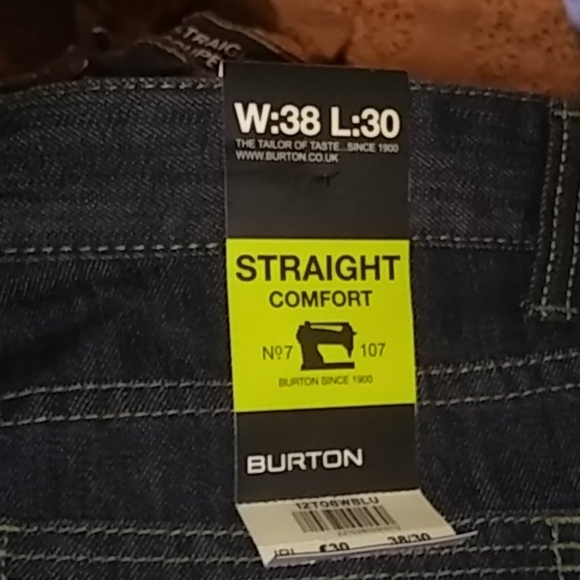 W:38 L:30
THE TAILOR OF TASTE...SINCE 1900
WWW.BURTON.CO.UK
STRAIGHT
COMFORT
Nº7 107
BURTON SINCE 1900
BURTON
12T08WBLU
£30 38/30